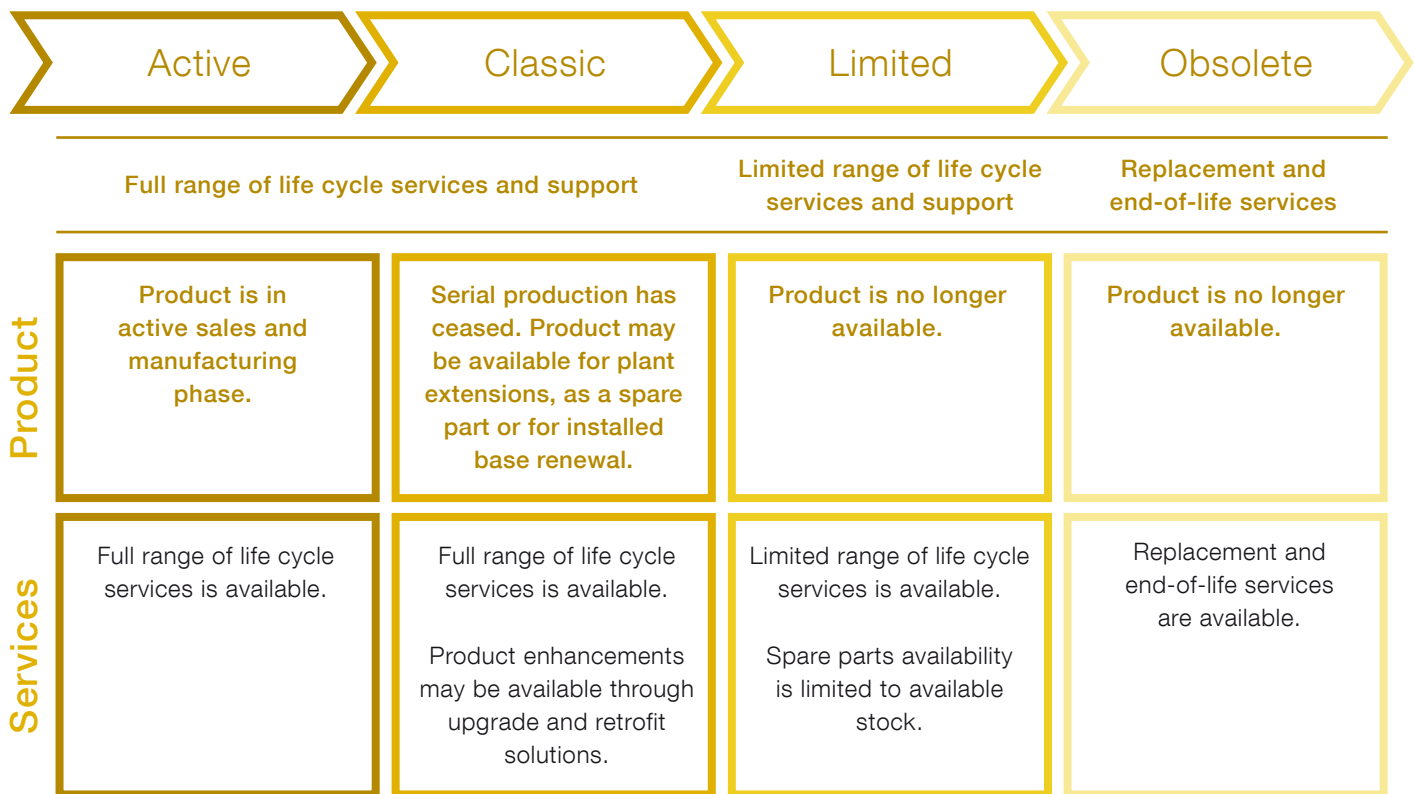 Active
Classic
Limited
Obsolete
Full range of life cycle services and support
Limited range of life cycle
services and support
Replacement and
end-of-life services
Product
Product is in
active sales and
manufacturing
phase.
Serial production has
ceased. Product may
be available for plant
extensions, as a spare
part or for installed
base renewal.
Product is no longer
available.
Product is no longer
available.
Services
Full range of life cycle
services is available.
Full range of life cycle
services is available.
Product enhancements
may be available through
upgrade and retrofit
solutions.
Limited range of life cycle
services is available.
Spare parts availability
is limited to available
stock.
Replacement and
end-of-life services
are available.